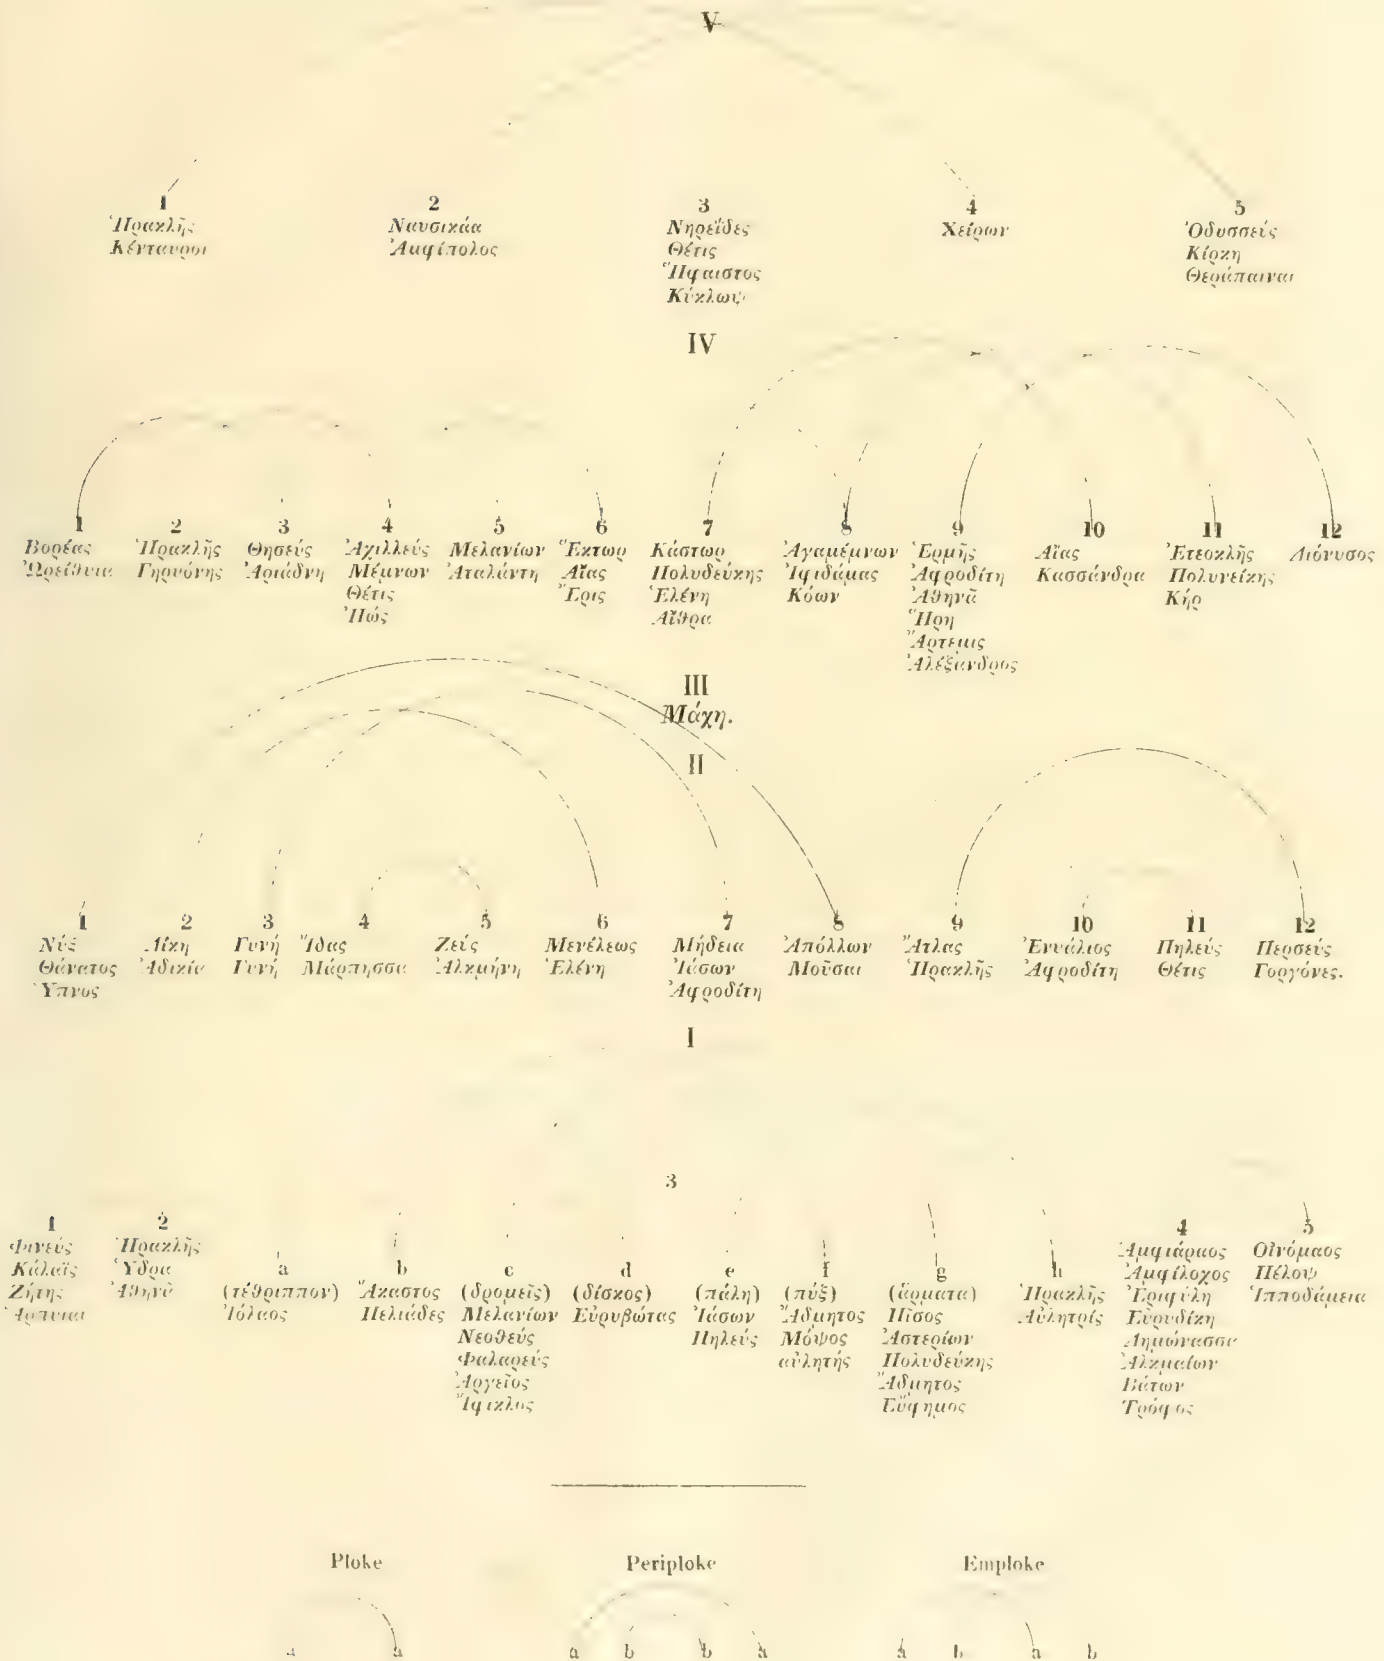 V
1 2 3 4 5
Ἡρακλῆς Ναυσικάα Νηρεΐδες Χείρων Ὀδυσσεύς
Κένταυροι Ἀμφίπολος Θέτις Κίρκη
Ἥφαιστος Θεράπαιναι
Κύκλωψ
IV
1 2 3 4 5 6 7 8 9 10 11 12
Βορέας Ἡρακλῆς Θησεύς Ἀχιλλεύς Μελανίων Ἕκτωρ Κάστωρ Ἀγαμέμνων Ἑρμῆς Αἴας Ἐτεοκλῆς Διόνυσος
Ὠρείθυια Γηρυόνης Ἀριάδνη Μέμνων Ἀταλάντη Αἴας Πολυδεύκης Ἰφιδάμας Ἀφροδίτη Κασσάνδρα Πολυνείκης
Θέτις Ἔρις Ἑλένη Κόων Ἀθηνᾶ Κήρ
Ἠώς Αἴθρα Ἥρη
Ἄρτεμις
Ἀλέξανδρος
III
Μάχη.
II
1 2 3 4 5 6 7 8 9 10 11 12
Νύξ Δίκη Γυνή Ἴδας Ζεύς Μενέλεως Μήδεια Ἀπόλλων Ἄτλας Ἐνυάλιος Πηλεύς Περσεύς
Θάνατος Ἀδικία Γυνή Μάρπησσα Ἀλκμήνη Ἑλένη Ἰάσων Μοῦσαι Ἡρακλῆς Ἀφροδίτη Θέτις Γοργόνες.
Ὕπνος Ἀφροδίτη
I
3
1 2 4 5
Φινεύς Ἡρακλῆς Ἀμφιάραος Οἰνόμαος
Κάλαϊς Ὕδρα a b c d e f g h Ἀμφίλοχος Πέλοψ
Ζήτης Ἀθηνᾶ (τέθριππον) Ἄκαστος (δρομεῖς) (δίσκος) (πάλη) (πύξ) (ἅρματα) Ἡρακλῆς Ἐριφύλη Ἱπποδάμεια
Ἅρπυιαι Ἰόλαος Πελιάδες Μελανίων Εὐρυβώτας Ἰάσων Ἄδμητος Πῖσος Αὐλητρίς Εὐρυδίκη
Νεοθεύς Πηλεύς Μόψος Ἀστερίων Δημώνασσα
Φαλαρεύς αὐλητής Πολυδεύκης Ἀλκμαίων
Ἀργεῖος Ἄδμητος Βάτων
Ἴφικλος Εὔφημος Τρόφος
Ploke Periploke Emploke
a a a b b a a b a b